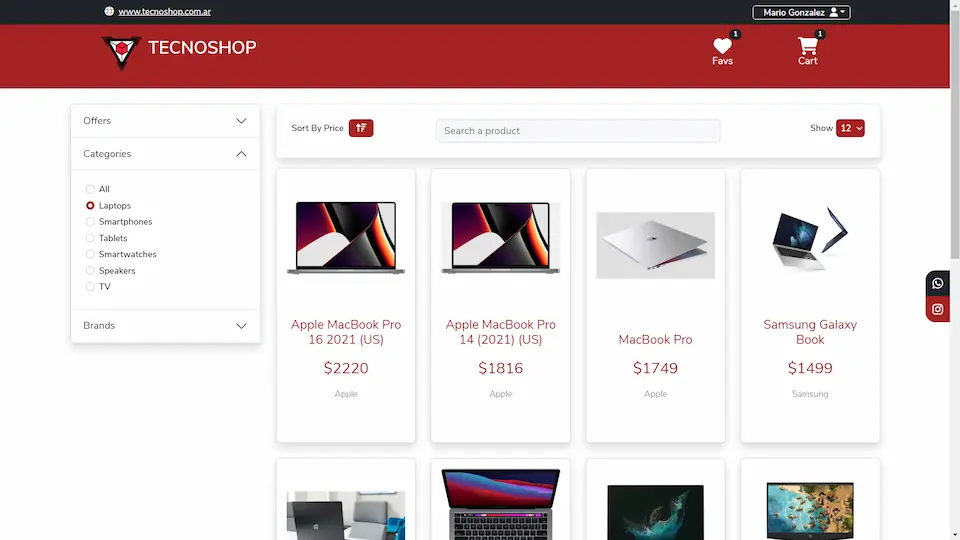 www.tecnoshop.com.ar
Mario Gonzalez
TECNOSHOP
1
Favs
1
Cart
Offers
Categories
All
Laptops
Smartphones
Tablets
Smartwatches
Speakers
TV
Brands
Sort By Price
Search a product
Show 12
Apple MacBook Pro
16 2021 (US)
$2220
Apple
Apple MacBook Pro
14 (2021) (US)
$1816
Apple
MacBook Pro
$1749
Apple
Samsung Galaxy
Book
$1499
Samsung